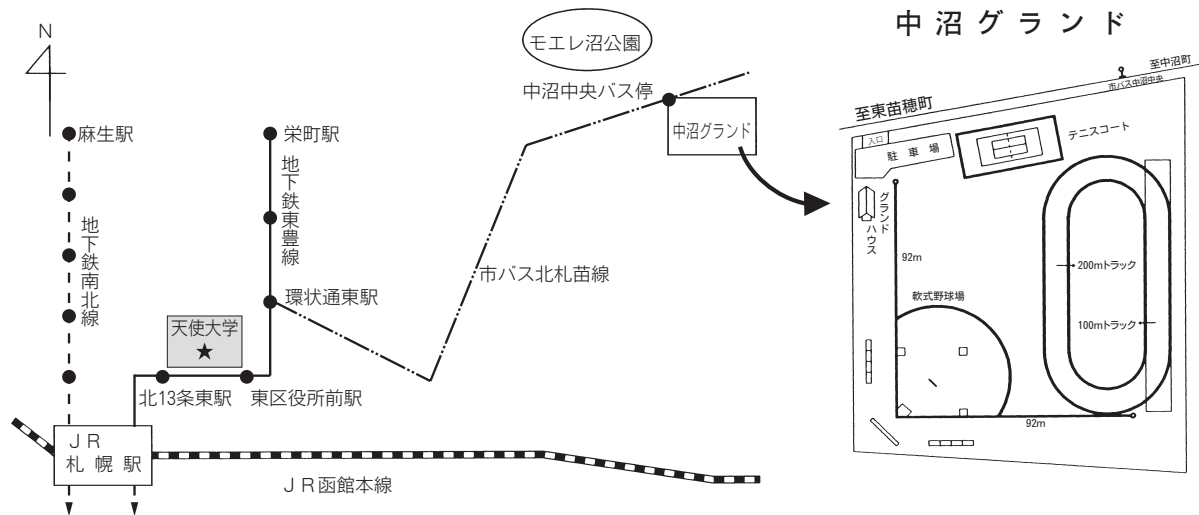 中沼グランド
N
モエレ沼公園
中沼中央バス停
中沼グランド
麻生駅
栄町駅
地下鉄東豊線
地下鉄南北線
市バス北札苗線
環状通東駅
天使大学
★
北13条東駅
東区役所前駅
JR
札幌駅
JR函館本線
至中沼町
市バス中沼中央
至東苗穂町
入口
駐車場
テニスコート
グランド
ハウス
92m
200mトラック
軟式野球場
100mトラック
92m